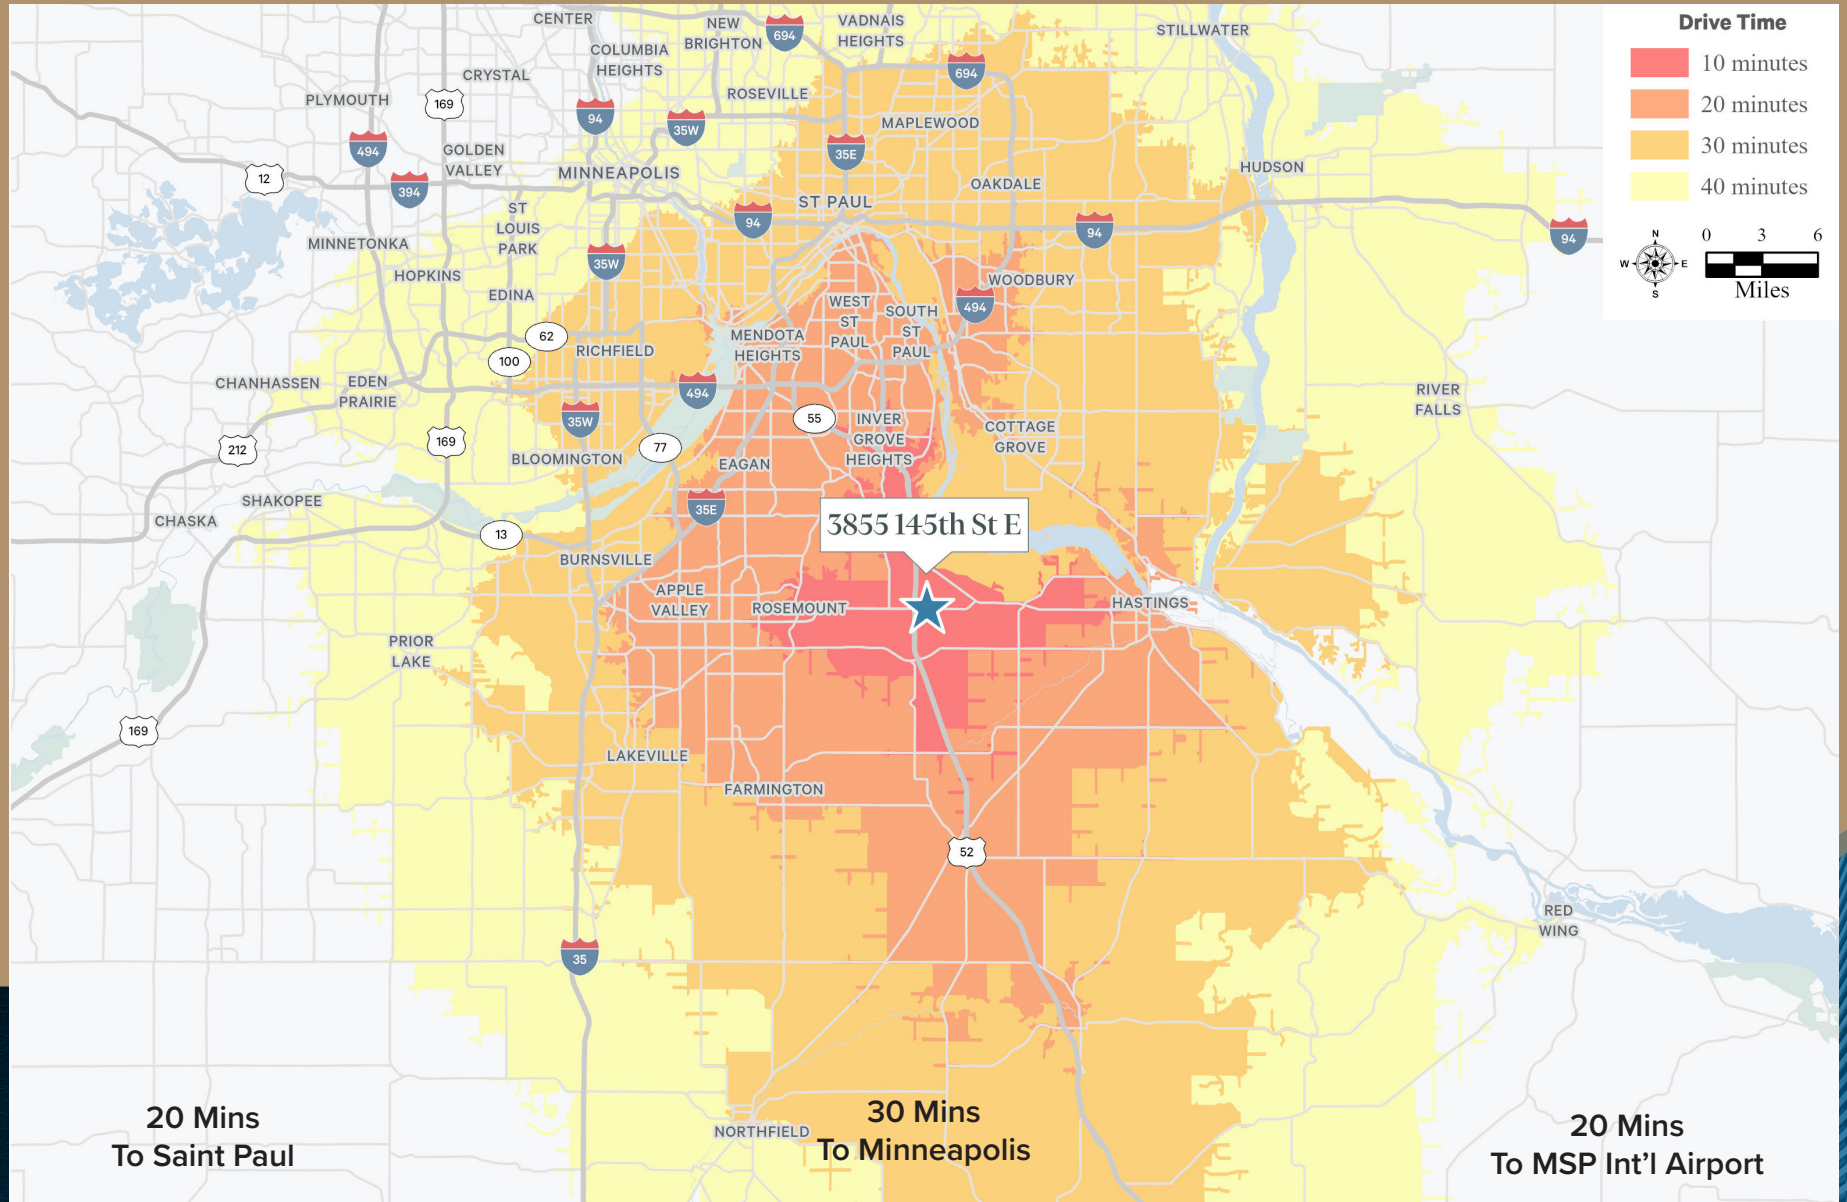 CENTER
NEW
BRIGHTON
VADNAIS
HEIGHTS
STILLWATER
694
COLUMBIA
HEIGHTS
CRYSTAL
694
PLYMOUTH
169
ROSEVILLE
94
35W
MAPLEWOOD
494
GOLDEN
VALLEY
35E
12
394
MINNEAPOLIS
HUDSON
OAKDALE
ST
LOUIS
PARK
ST PAUL
94
94
94
MINNETONKA
35W
HOPKINS
WOODBURY
EDINA
494
WEST
ST
PAUL
SOUTH
ST
PAUL
62
MENDOTA
HEIGHTS
100
RICHFIELD
CHANHASSEN
EDEN
PRAIRIE
494
RIVER
FALLS
35W
55
INVER
GROVE
HEIGHTS
COTTAGE
GROVE
169
77
212
BLOOMINGTON
EAGAN
SHAKOPEE
35E
CHASKA
3855 145th St E
13
BURNSVILLE
APPLE
VALLEY
ROSEMOUNT
HASTINGS
PRIOR
LAKE
169
LAKEVILLE
FARMINGTON
52
RED
WING
35
NORTHFIELD
Drive Time
10 minutes
20 minutes
30 minutes
40 minutes
N
W E
S
0 3 6
Miles
20 Mins
To Saint Paul
30 Mins
To Minneapolis
20 Mins
To MSP Int'l Airport